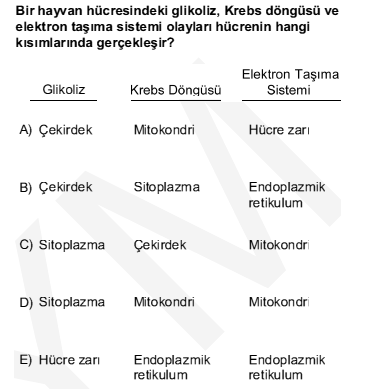 Bir hayvan hücresindeki glikoliz, Krebs döngüsü ve
elektron taşıma sistemi olayları hücrenin hangi
kısımlarında gerçekleşir?
Glikoliz Krebs Döngüsü Elektron Taşıma Sistemi
A) Çekirdek Mitokondri Hücre zarı
B) Çekirdek Sitoplazma Endoplazmik retikulum
C) Sitoplazma Çekirdek Mitokondri
D) Sitoplazma Mitokondri Mitokondri
E) Hücre zarı Endoplazmik retikulum Endoplazmik retikulum